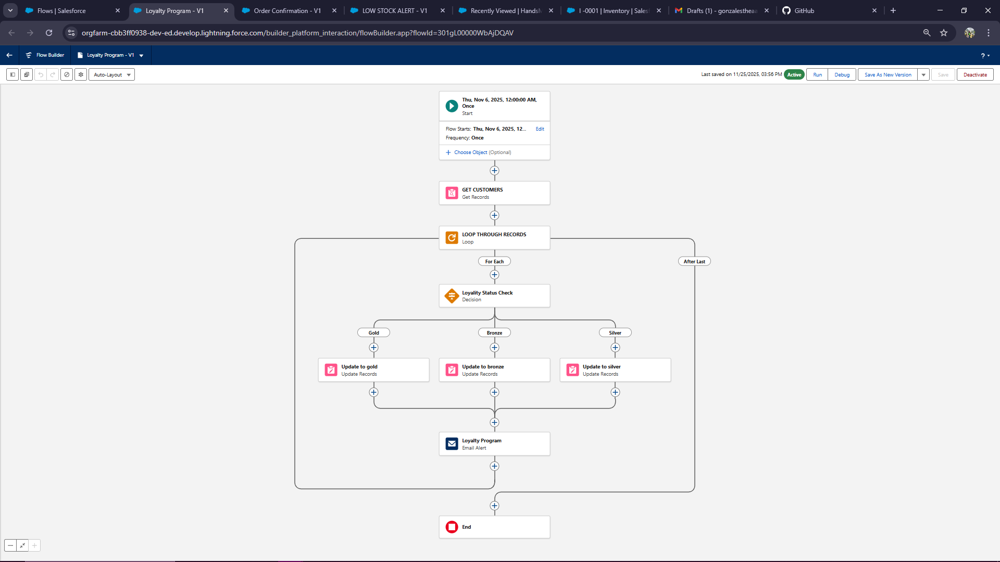 Flows | Salesforce
Loyalty Program - V1
Order Confirmation - V1
LOW STOCK ALERT - V1
Recently Viewed | HandsM
I -0001 | Inventory | Sales
Drafts (1) - gonzalesthea
GitHub
orgfarm-cbb3ff0938-dev-ed.develop.lightning.force.com/builder_platform_interaction/flowBuilder.app?flowId=301gL00000WbAjDQAV
Flow Builder
Loyalty Program - V1
?
Auto-Layout
Last saved on 11/25/2025, 03:56 PM
Active
Run
Debug
Save As New Version
Save
Deactivate
Thu, Nov 6, 2025, 12:00:00 AM,
Once
Start
Flow Starts: Thu, Nov 6, 2025, 12... Edit
Frequency: Once
Choose Object (Optional)
GET CUSTOMERS
Get Records
LOOP THROUGH RECORDS
Loop
For Each
After Last
Loyality Status Check
Decision
Gold
Bronze
Silver
Update to gold
Update Records
Update to bronze
Update Records
Update to silver
Update Records
Loyalty Program
Email Alert
End